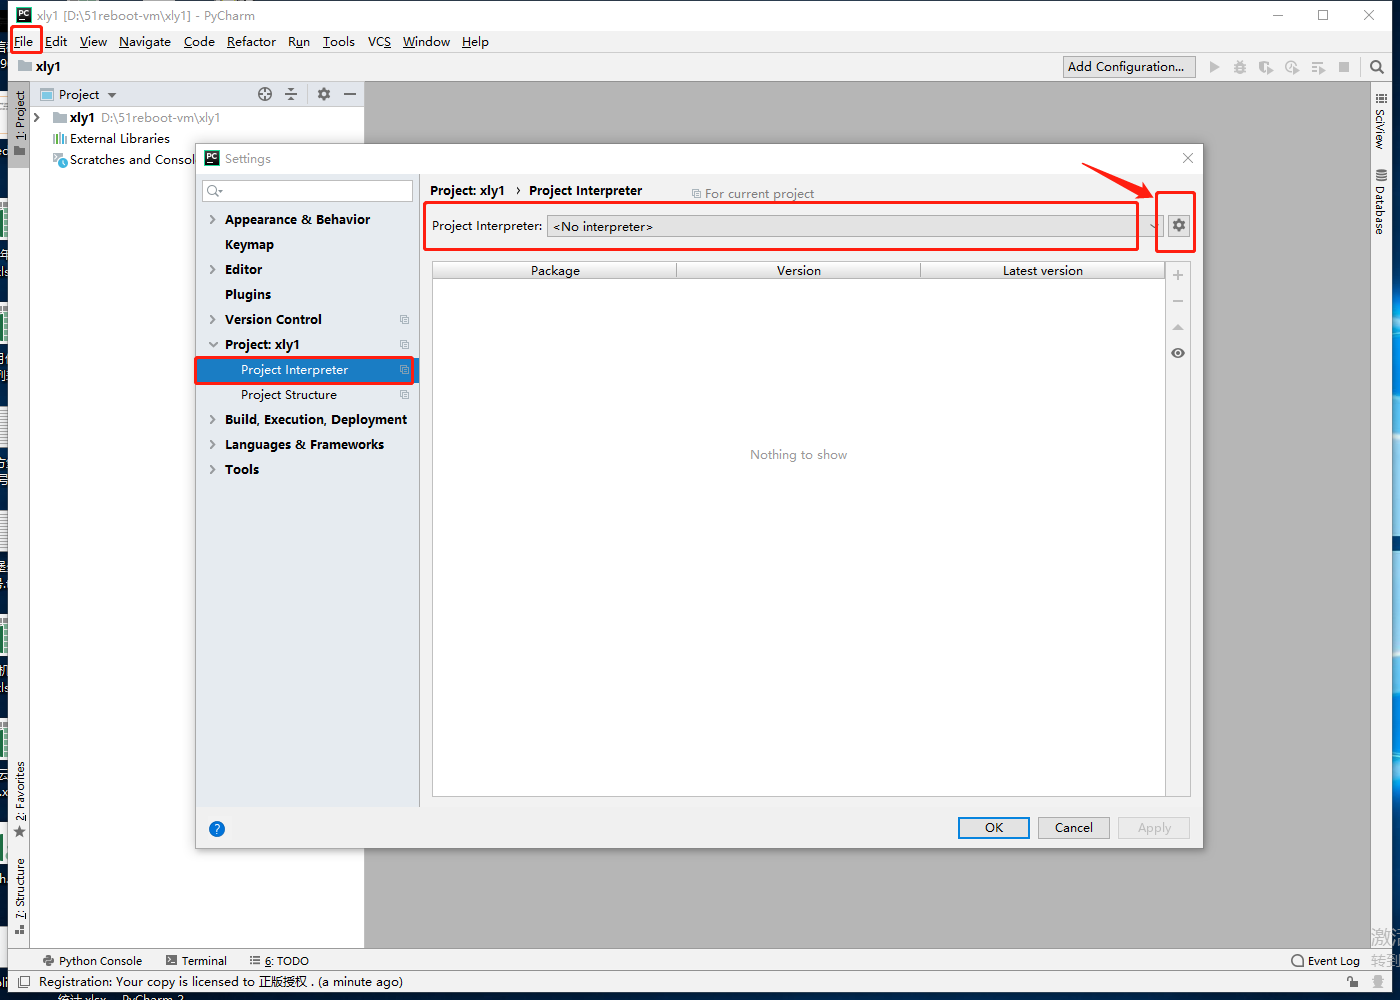 xly1 [D:\51reboot-vm\xly1] - PyCharm
File Edit View Navigate Code Refactor Run Tools VCS Window Help
xly1
Add Configuration...
Project
1: Project
xly1 D:\51reboot-vm\xly1
External Libraries
Scratches and Consol
SciView
Database
Settings
Project: xly1 › Project Interpreter
For current project
Project Interpreter: <No interpreter>
Appearance & Behavior
Keymap
Editor
Plugins
Version Control
Project: xly1
Project Interpreter
Project Structure
Build, Execution, Deployment
Languages & Frameworks
Tools
Package Version Latest version
Nothing to show
OK Cancel Apply
2: Favorites
7: Structure
Python Console Terminal 6: TODO
Event Log
Registration: Your copy is licensed to 正版授权 . (a minute ago)
激活
转到